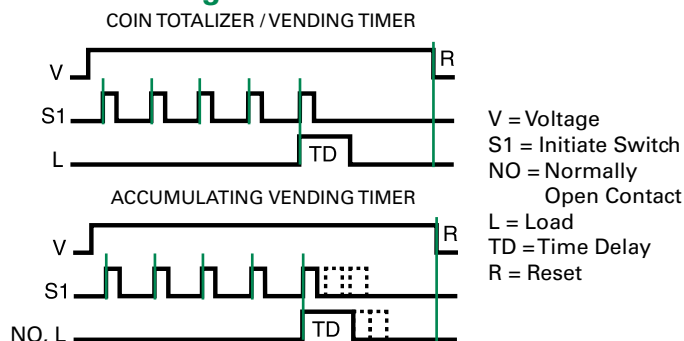 COIN TOTALIZER / VENDING TIMER
V
R
S1
L
TD
ACCUMULATING VENDING TIMER
V
R
S1
NO, L
TD
V = Voltage
S1 = Initiate Switch
NO = Normally
Open Contact
L = Load
TD = Time Delay
R = Reset